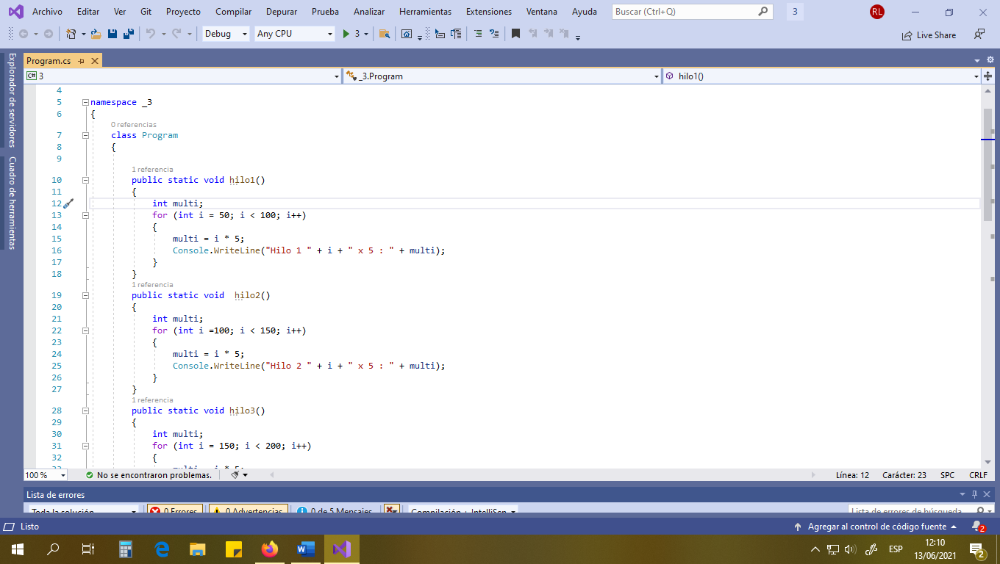 Archivo Editar Ver Git Proyecto Compilar Depurar Prueba Analizar Herramientas Extensiones Ventana Ayuda Buscar (Ctrl+Q) 3 RL
Debug Any CPU 3 Live Share
Explorador de servidores
Cuadro de herramientas
Program.cs
C# 3 _3.Program hilo1()
4
5 namespace _3
6 {
0 referencias
7 class Program
8 {
9
1 referencia
10 public static void hilo1()
11 {
12 int multi;
13 for (int i = 50; i < 100; i++)
14 {
15 multi = i * 5;
16 Console.WriteLine("Hilo 1 " + i + " x 5 : " + multi);
17 }
18 }
1 referencia
19 public static void  hilo2()
20 {
21 int multi;
22 for (int i =100; i < 150; i++)
23 {
24 multi = i * 5;
25 Console.WriteLine("Hilo 2 " + i + " x 5 : " + multi);
26 }
27 }
1 referencia
28 public static void hilo3()
29 {
30 int multi;
31 for (int i = 150; i < 200; i++)
32 {
33 multi = i * 5;
100 % No se encontraron problemas. Línea: 12 Carácter: 23 SPC CRLF
Lista de errores
Toda la solución 0 Errores 0 Advertencias 0 de 5 Mensajes Compilación + IntelliSen Lista de errores de búsqueda
Listo Agregar al control de código fuente 2
ESP 12:10
13/06/2021 2